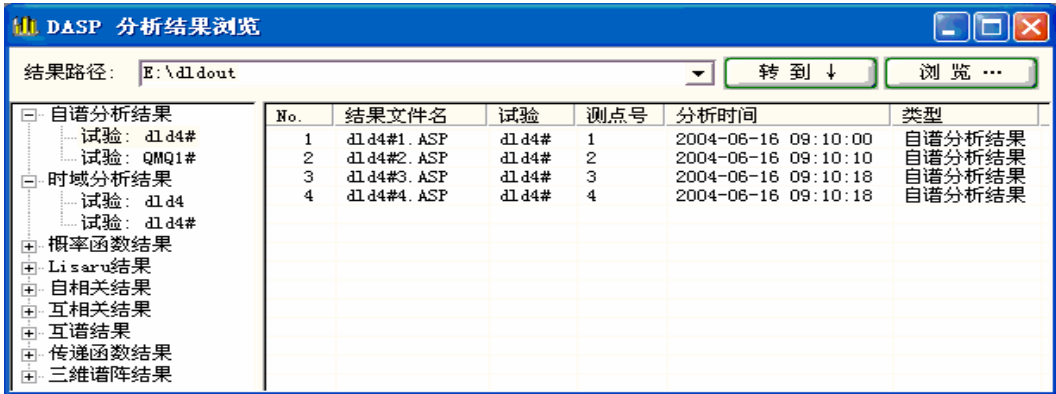 DASP 分析结果浏览
结果路径: E:\dldout 转 到 ↓ 浏 览 …
自谱分析结果
试验: dld4#
试验: QMQ1#
时域分析结果
试验: dld4
试验: dld4#
概率函数结果
Lisaru结果
自相关结果
互相关结果
互谱结果
传递函数结果
三维谱阵结果
No. 结果文件名 试验 测点号 分析时间 类型
1 dld4#1.ASP dld4# 1 2004-06-16 09:10:00 自谱分析结果
2 dld4#2.ASP dld4# 2 2004-06-16 09:10:10 自谱分析结果
3 dld4#3.ASP dld4# 3 2004-06-16 09:10:18 自谱分析结果
4 dld4#4.ASP dld4# 4 2004-06-16 09:10:18 自谱分析结果